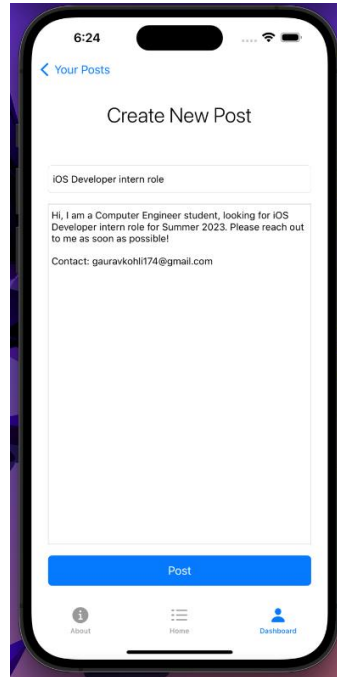 6:24
Your Posts
Create New Post
iOS Developer intern role
Hi, I am a Computer Engineer student, looking for iOS
Developer intern role for Summer 2023. Please reach out
to me as soon as possible!
Contact: gauravkohli174@gmail.com
Post
About
Home
Dashboard